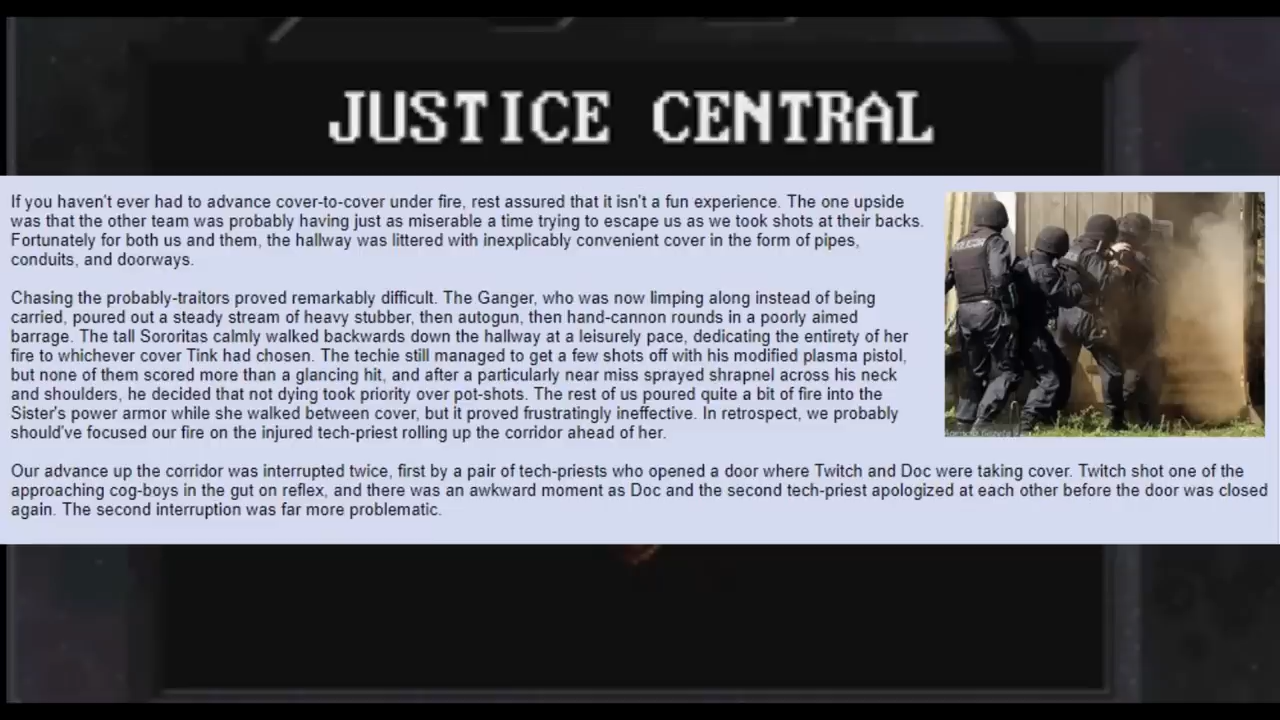 JUSTICE CENTRAL
If you haven't ever had to advance cover-to-cover under fire, rest assured that it isn't a fun experience. The one upside
was that the other team was probably having just as miserable a time trying to escape us as we took shots at their backs.
Fortunately for both us and them, the hallway was littered with inexplicably convenient cover in the form of pipes,
conduits, and doorways.
Chasing the probably-traitors proved remarkably difficult. The Ganger, who was now limping along instead of being
carried, poured out a steady stream of heavy stubber, then autogun, then hand-cannon rounds in a poorly aimed
barrage. The tall Sororitas calmly walked backwards down the hallway at a leisurely pace, dedicating the entirety of her
fire to whichever cover Tink had chosen. The techie still managed to get a few shots off with his modified plasma pistol,
but none of them scored more than a glancing hit, and after a particularly near miss sprayed shrapnel across his neck
and shoulders, he decided that not dying took priority over pot-shots. The rest of us poured quite a bit of fire into the
Sister's power armor while she walked between cover, but it proved frustratingly ineffective. In retrospect, we probably
should've focused our fire on the injured tech-priest rolling up the corridor ahead of her.
Our advance up the corridor was interrupted twice, first by a pair of tech-priests who opened a door where Twitch and Doc were taking cover. Twitch shot one of the
approaching cog-boys in the gut on reflex, and there was an awkward moment as Doc and the second tech-priest apologized at each other before the door was closed
again. The second interruption was far more problematic.